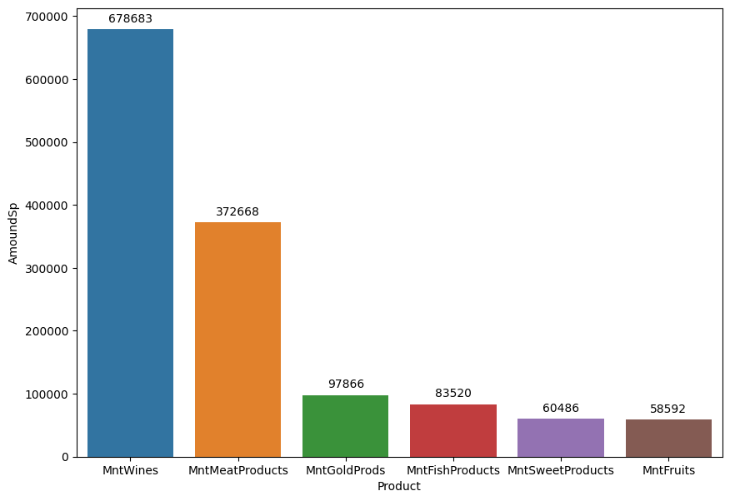 700000
600000
500000
400000
300000
200000
100000
0
AmoundSp
678683
372668
97866
83520
60486
58592
MntWines
MntMeatProducts
MntGoldProds
MntFishProducts
MntSweetProducts
MntFruits
Product